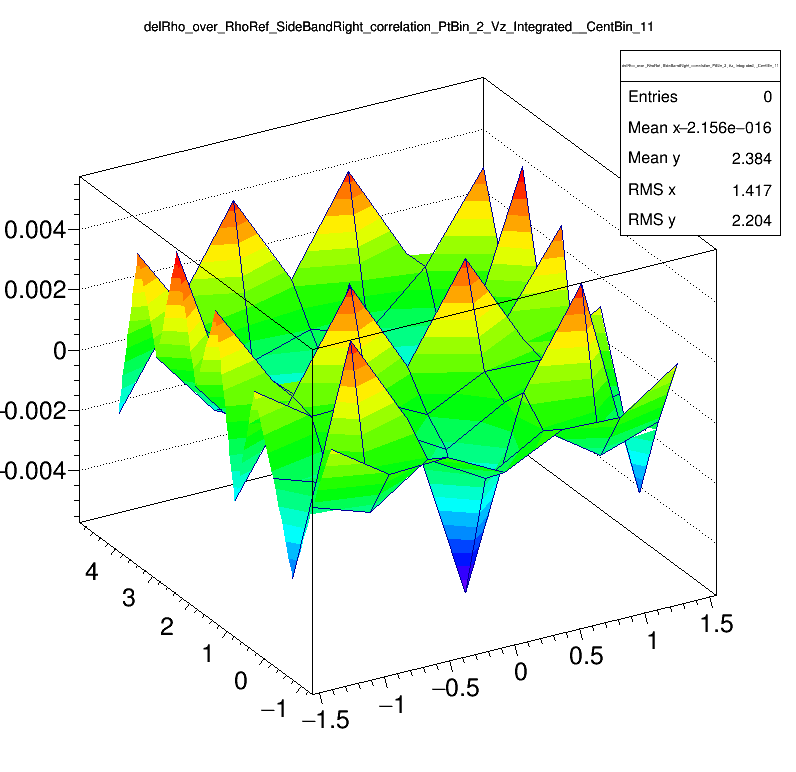 delRho_over_RhoRef_SideBandRight_correlation_PtBin_2_Vz_Integrated__CentBin_11
delRho_over_RhoRef_SideBandRight_correlation_PtBin_2_Vz_Integrated__CentBin_11
Entries 0
Mean x−2.156e−016
Mean y 2.384
RMS x 1.417
RMS y 2.204
0.004
0.002
0
−0.002
−0.004
4
3
2
1
0
−1
−1.5
−1
−0.5
0
0.5
1
1.5